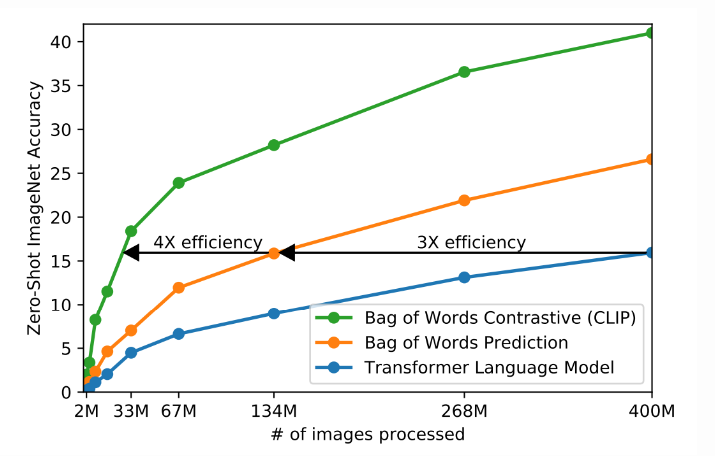 Zero-Shot ImageNet Accuracy
40
35
30
25
20
15
10
5
0
4X efficiency
3X efficiency
Bag of Words Contrastive (CLIP)
Bag of Words Prediction
Transformer Language Model
2M 33M 67M 134M 268M 400M
# of images processed